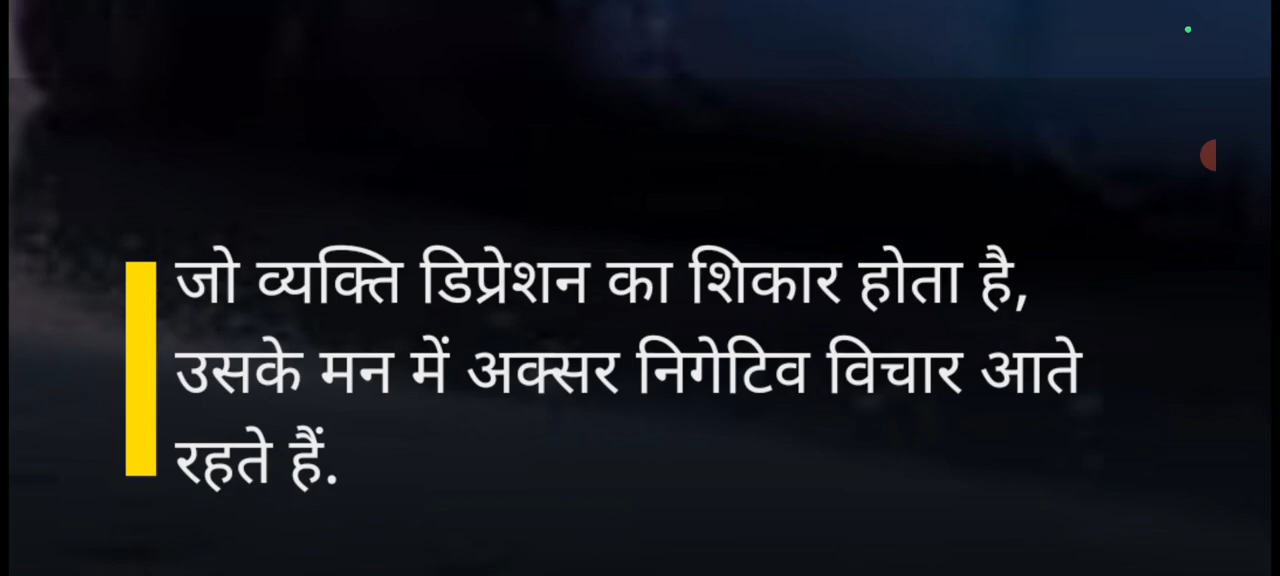 जो व्यक्ति डिप्रेशन का शिकार होता है,
उसके मन में अक्सर निगेटिव विचार आते
रहते हैं.